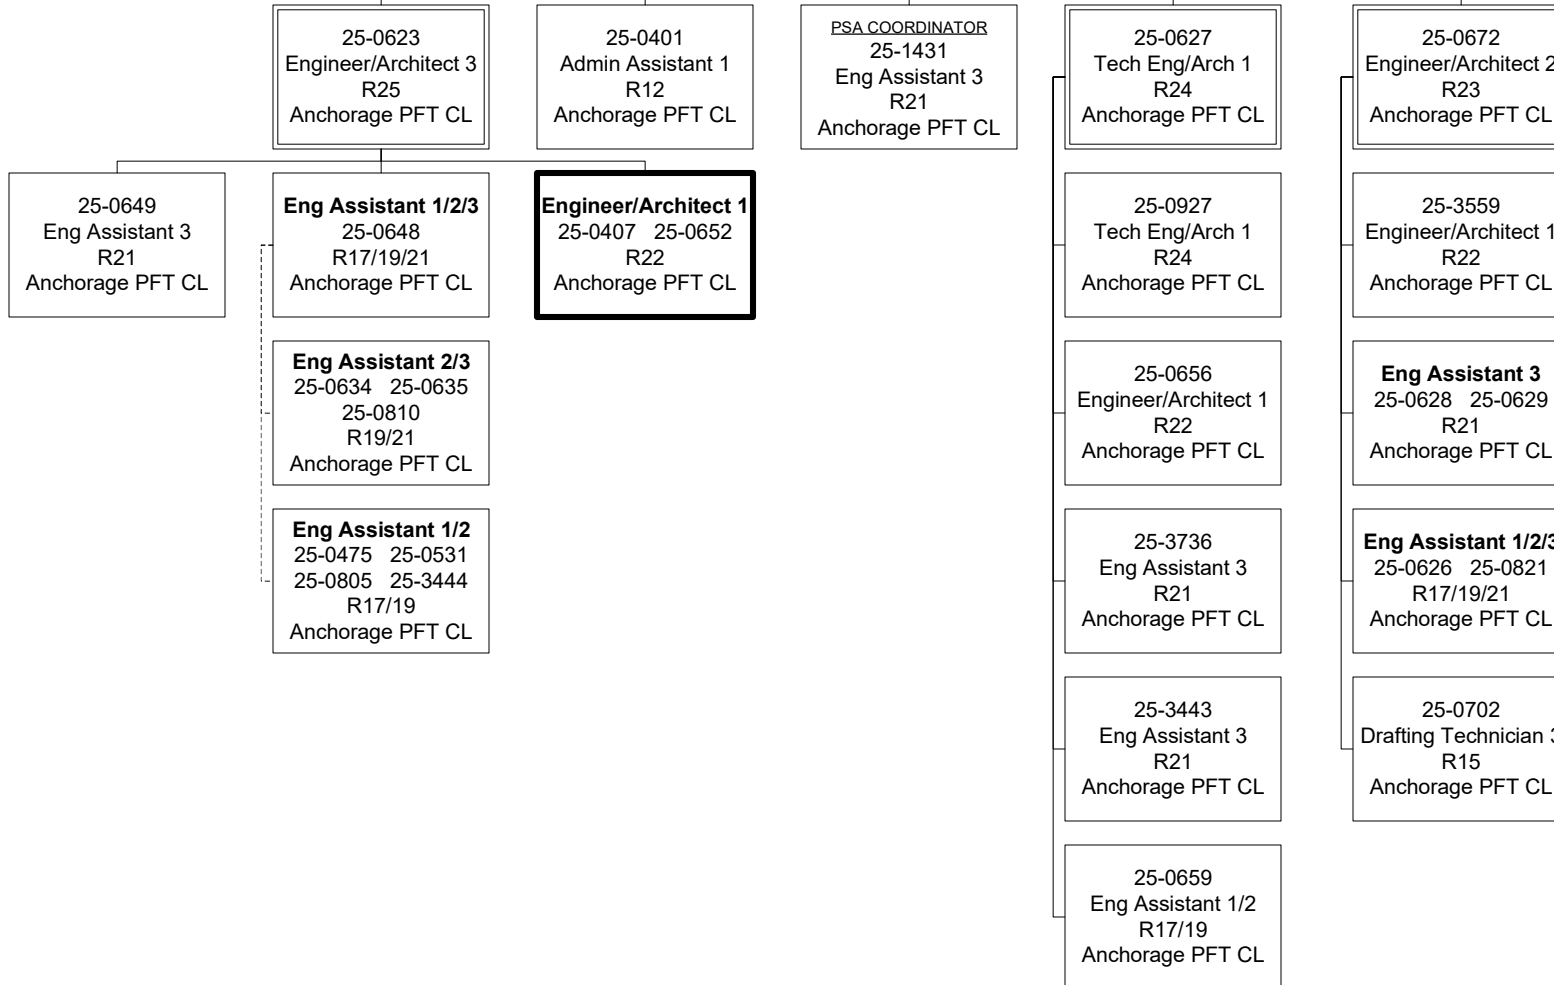 25-0623
Engineer/Architect 3
R25
Anchorage PFT CL
25-0401
Admin Assistant 1
R12
Anchorage PFT CL
PSA COORDINATOR
25-1431
Eng Assistant 3
R21
Anchorage PFT CL
25-0627
Tech Eng/Arch 1
R24
Anchorage PFT CL
25-0672
Engineer/Architect 2
R23
Anchorage PFT CL
25-0649
Eng Assistant 3
R21
Anchorage PFT CL
Eng Assistant 1/2/3
25-0648
R17/19/21
Anchorage PFT CL
Engineer/Architect 1
25-0407 25-0652
R22
Anchorage PFT CL
25-0927
Tech Eng/Arch 1
R24
Anchorage PFT CL
25-3559
Engineer/Architect 1
R22
Anchorage PFT CL
Eng Assistant 2/3
25-0634 25-0635
25-0810
R19/21
Anchorage PFT CL
25-0656
Engineer/Architect 1
R22
Anchorage PFT CL
Eng Assistant 3
25-0628 25-0629
R21
Anchorage PFT CL
Eng Assistant 1/2
25-0475 25-0531
25-0805 25-3444
R17/19
Anchorage PFT CL
25-3736
Eng Assistant 3
R21
Anchorage PFT CL
Eng Assistant 1/2/3
25-0626 25-0821
R17/19/21
Anchorage PFT CL
25-3443
Eng Assistant 3
R21
Anchorage PFT CL
25-0702
Drafting Technician 3
R15
Anchorage PFT CL
25-0659
Eng Assistant 1/2
R17/19
Anchorage PFT CL